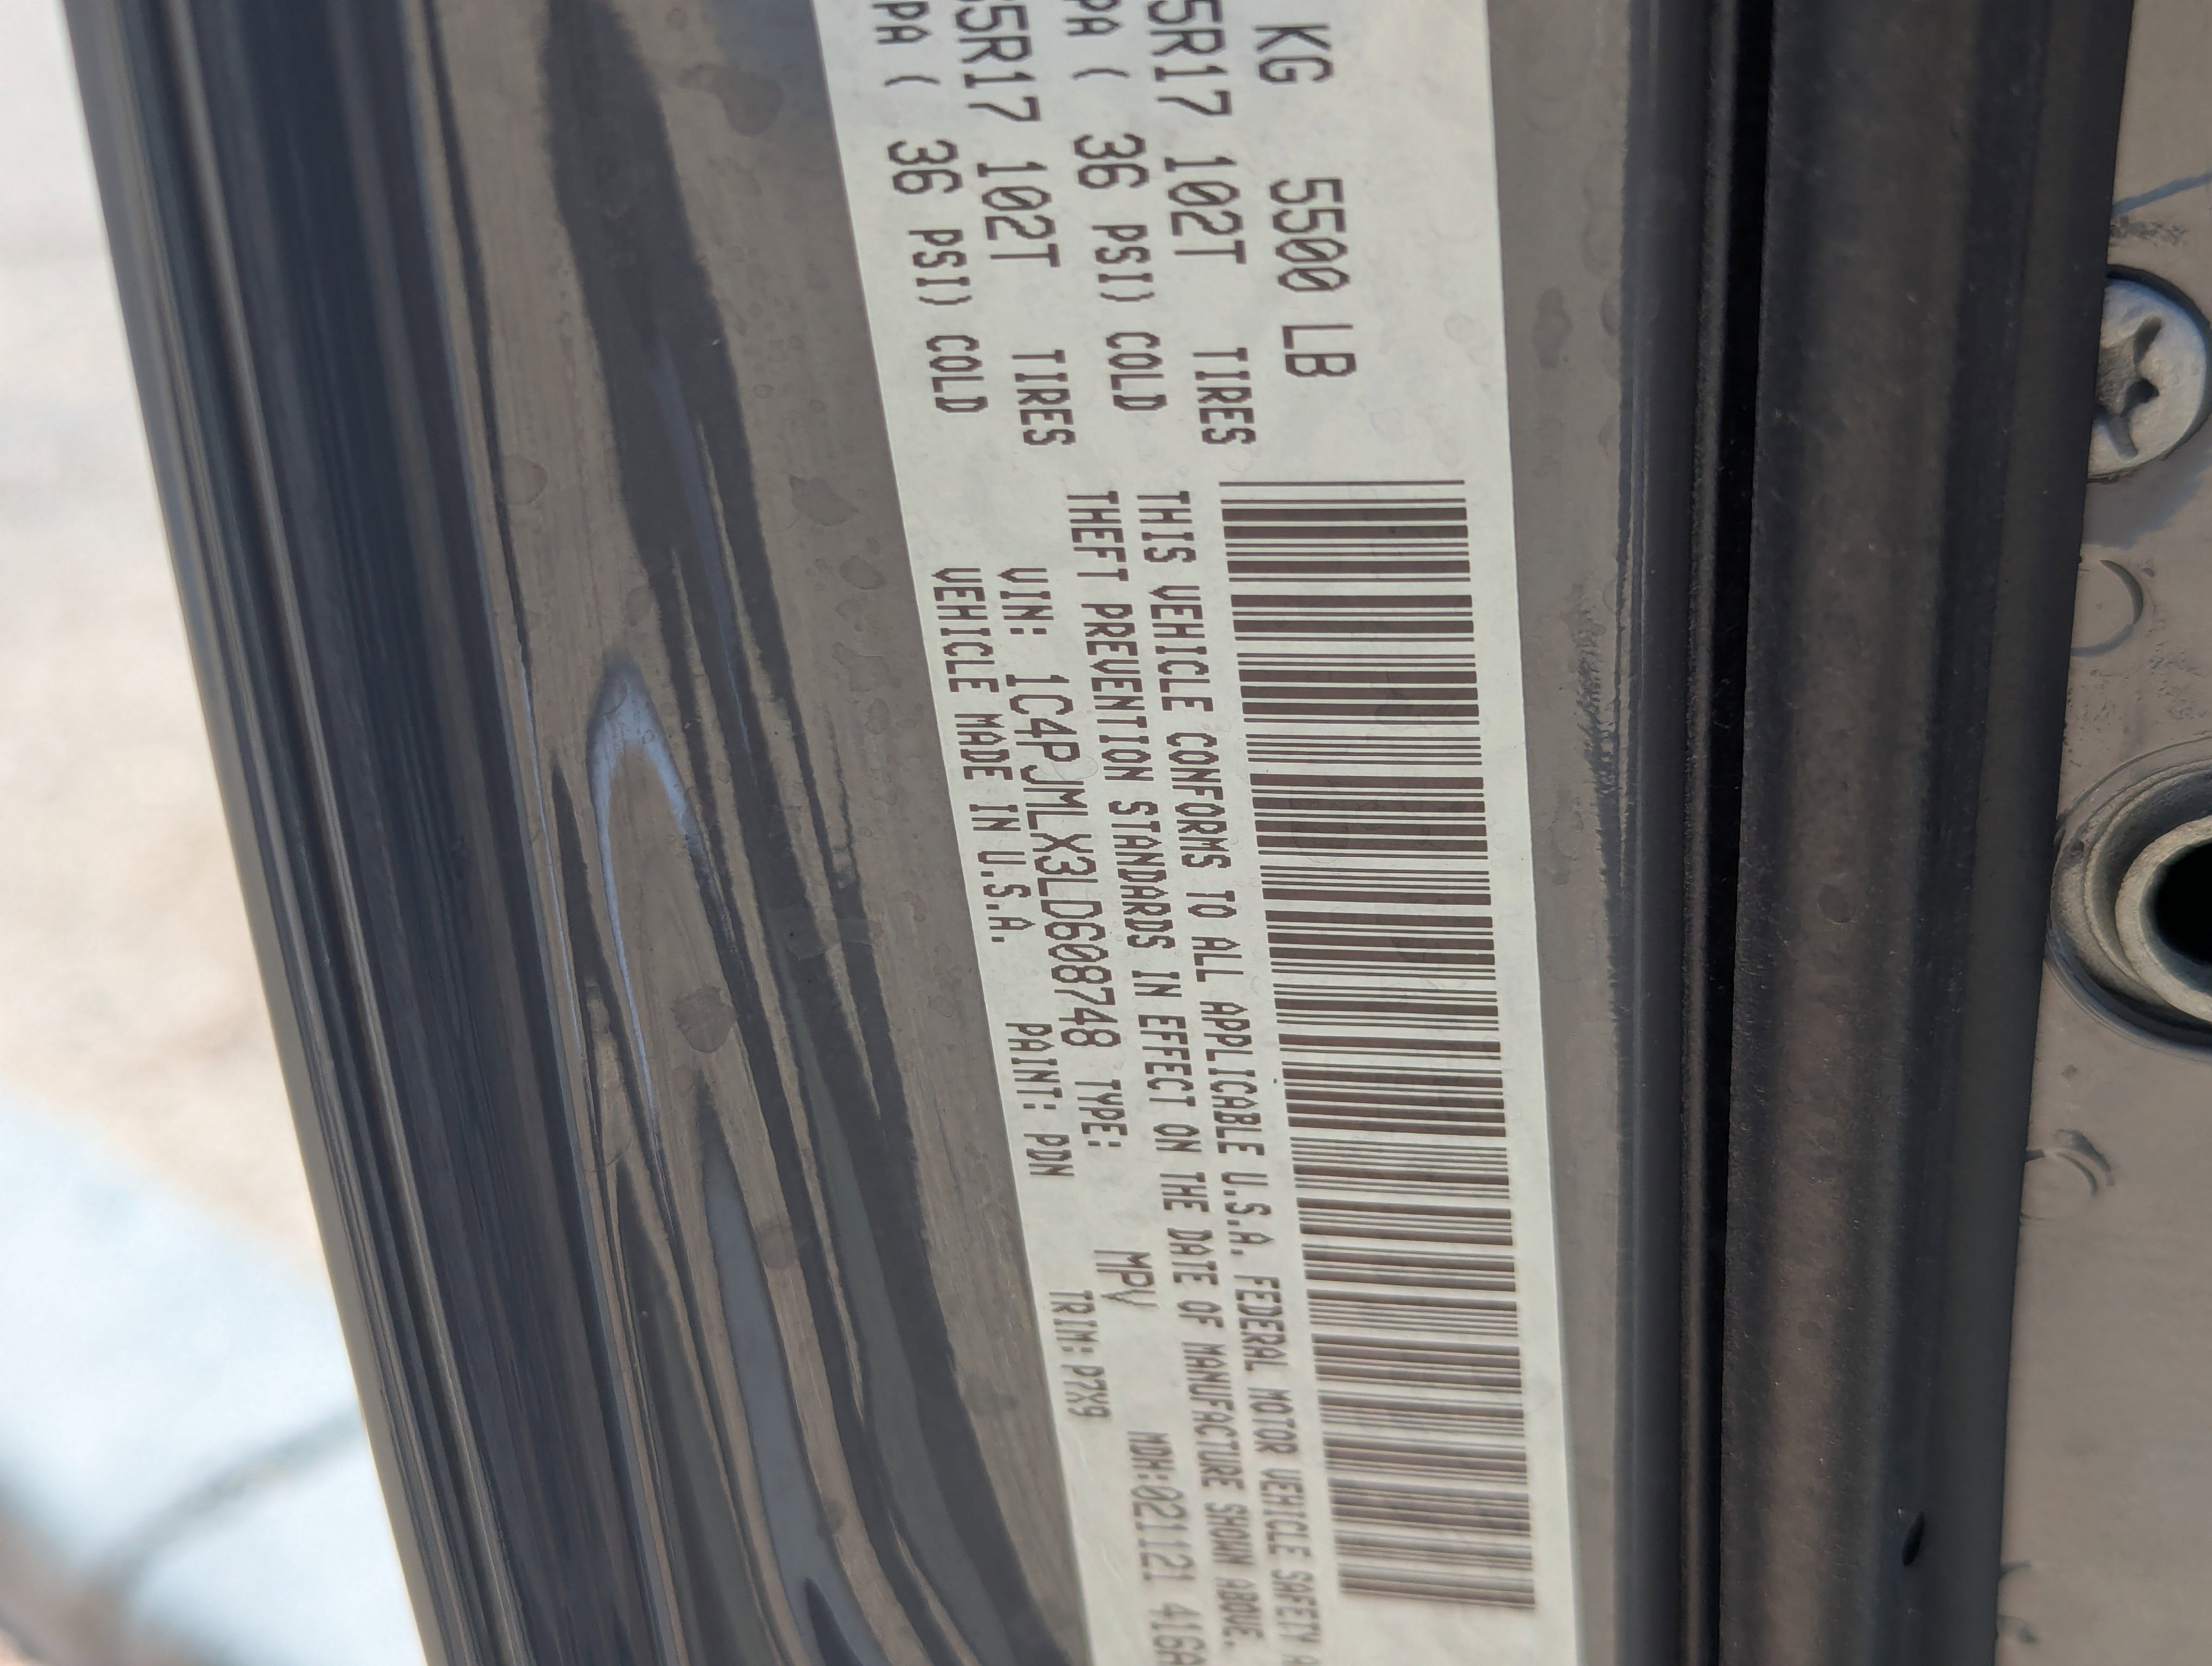 KG 5500 LB
5R17 102T TIRES
PA ( 36 PSI) COLD
5R17 102T TIRES
PA ( 36 PSI) COLD
THIS VEHICLE CONFORMS TO ALL APPLICABLE U.S.A. FEDERAL MOTOR VEHICLE SAFETY A
THEFT PREVENTION STANDARDS IN EFFECT ON THE DATE OF MANUFACTURE SHOWN ABOVE.
VIN: 1C4PJMLX3LD608748 TYPE: MPV MDH:021121 416A
VEHICLE MADE IN U.S.A. PAINT: PDN TRIM: P7X9